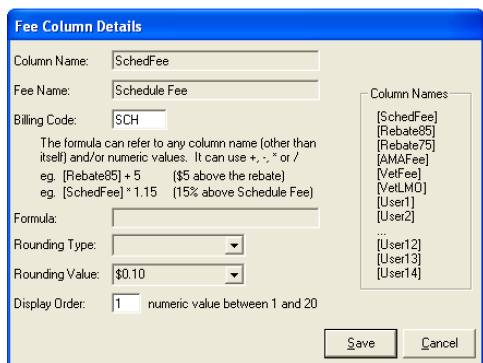 Fee Column Details
Column Name: SchedFee
Fee Name: Schedule Fee
Billing Code: SCH
The formula can refer to any column name (other than
itself) and/or numeric values. It can use +, -, * or /
eg. [Rebate85] + 5 ($5 above the rebate)
eg. [SchedFee] * 1.15 (15% above Schedule Fee)
Formula:
Rounding Type:
Rounding Value: $0.10
Display Order: 1 numeric value between 1 and 20
Column Names
[SchedFee]
[Rebate85]
[Rebate75]
[AMAFee]
[VetFee]
[VetLMO]
[User1]
[User2]
...
[User12]
[User13]
[User14]
Save Cancel